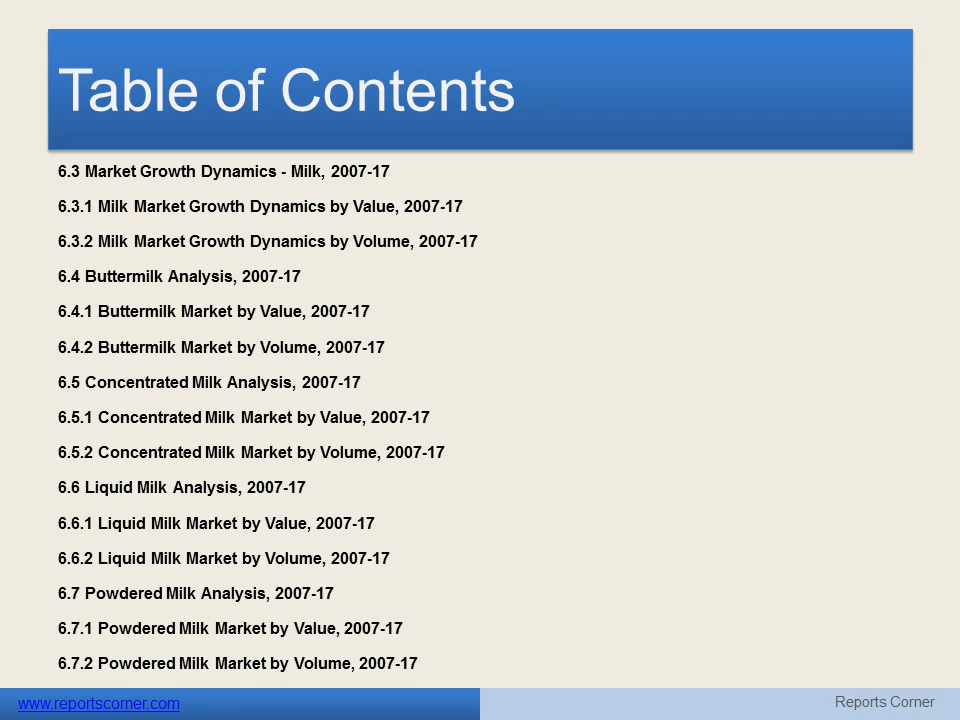 Table of Contents
6.3 Market Growth Dynamics - Milk, 2007-17
6.3.1 Milk Market Growth Dynamics by Value, 2007-17
6.3.2 Milk Market Growth Dynamics by Volume, 2007-17
6.4 Buttermilk Analysis, 2007-17
6.4.1 Buttermilk Market by Value, 2007-17
6.4.2 Buttermilk Market by Volume, 2007-17
6.5 Concentrated Milk Analysis, 2007-17
6.5.1 Concentrated Milk Market by Value, 2007-17
6.5.2 Concentrated Milk Market by Volume, 2007-17
6.6 Liquid Milk Analysis, 2007-17
6.6.1 Liquid Milk Market by Value, 2007-17
6.6.2 Liquid Milk Market by Volume, 2007-17
6.7 Powdered Milk Analysis, 2007-17
6.7.1 Powdered Milk Market by Value, 2007-17
6.7.2 Powdered Milk Market by Volume, 2007-17
www.reportscorner.com
Reports Corner